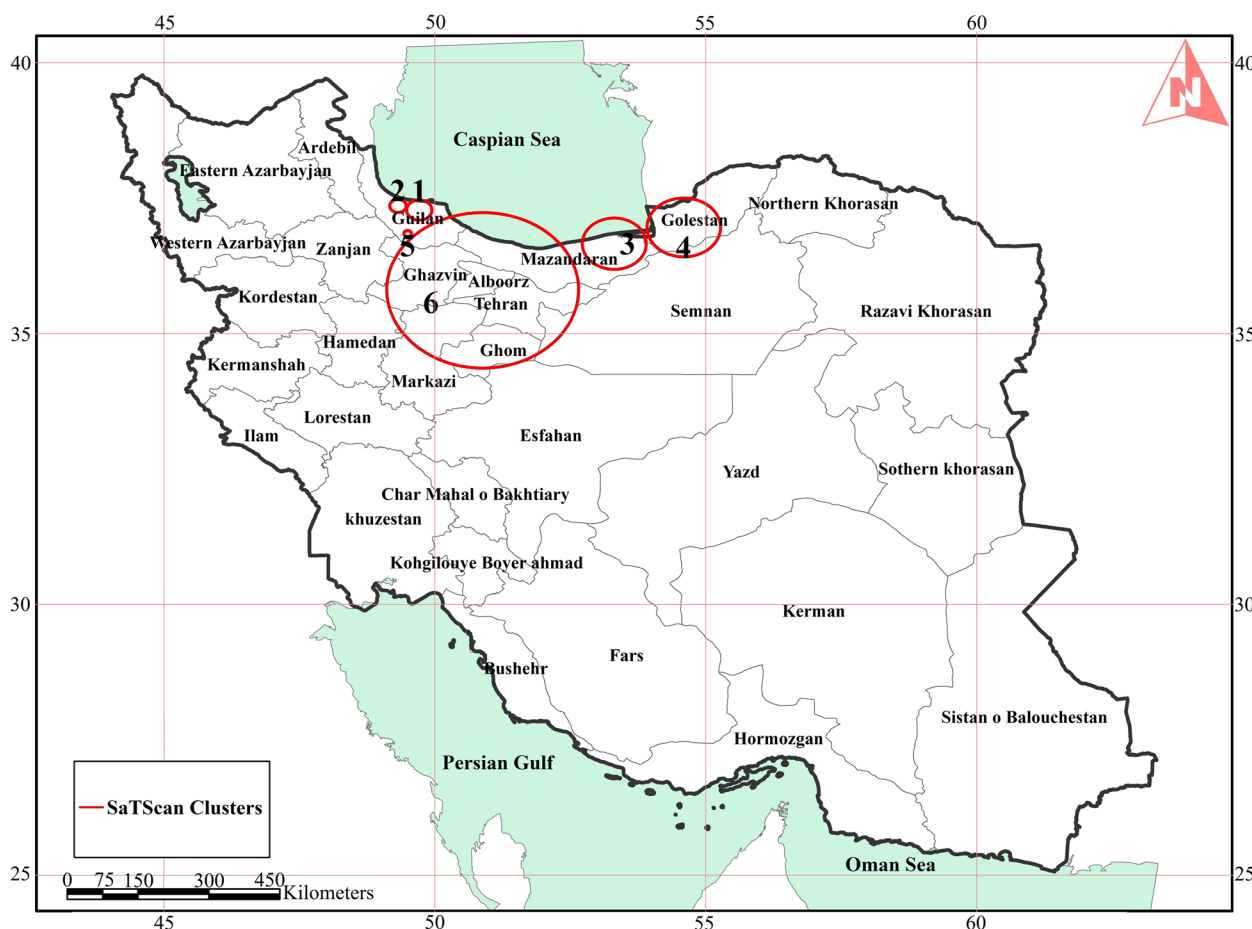 45 50 55 60
40 40
N
Caspian Sea
Ardebil
Eastern Azarbayjan
2 1
Northern Khorasan
Guilan
Golestan
Western Azarbayjan
Zanjan
5
3
4
Mazandaran
Ghazvin
Alboorz
Kordestan
6
Tehran
Semnan
Razavi Khorasan
35 35
Hamedan
Ghom
Kermanshah
Markazi
Lorestan
Ilam
Esfahan
Yazd
Sothern khorasan
Char Mahal o Bakhtiary
khuzestan
Kohgilouye Boyer ahmad
30 30
Kerman
Fars
Bushehr
Sistan o Balouchestan
Hormozgan
Persian Gulf
SaTScan Clusters
Oman Sea
25 25
0 75 150 300 450
Kilometers
45 50 55 60